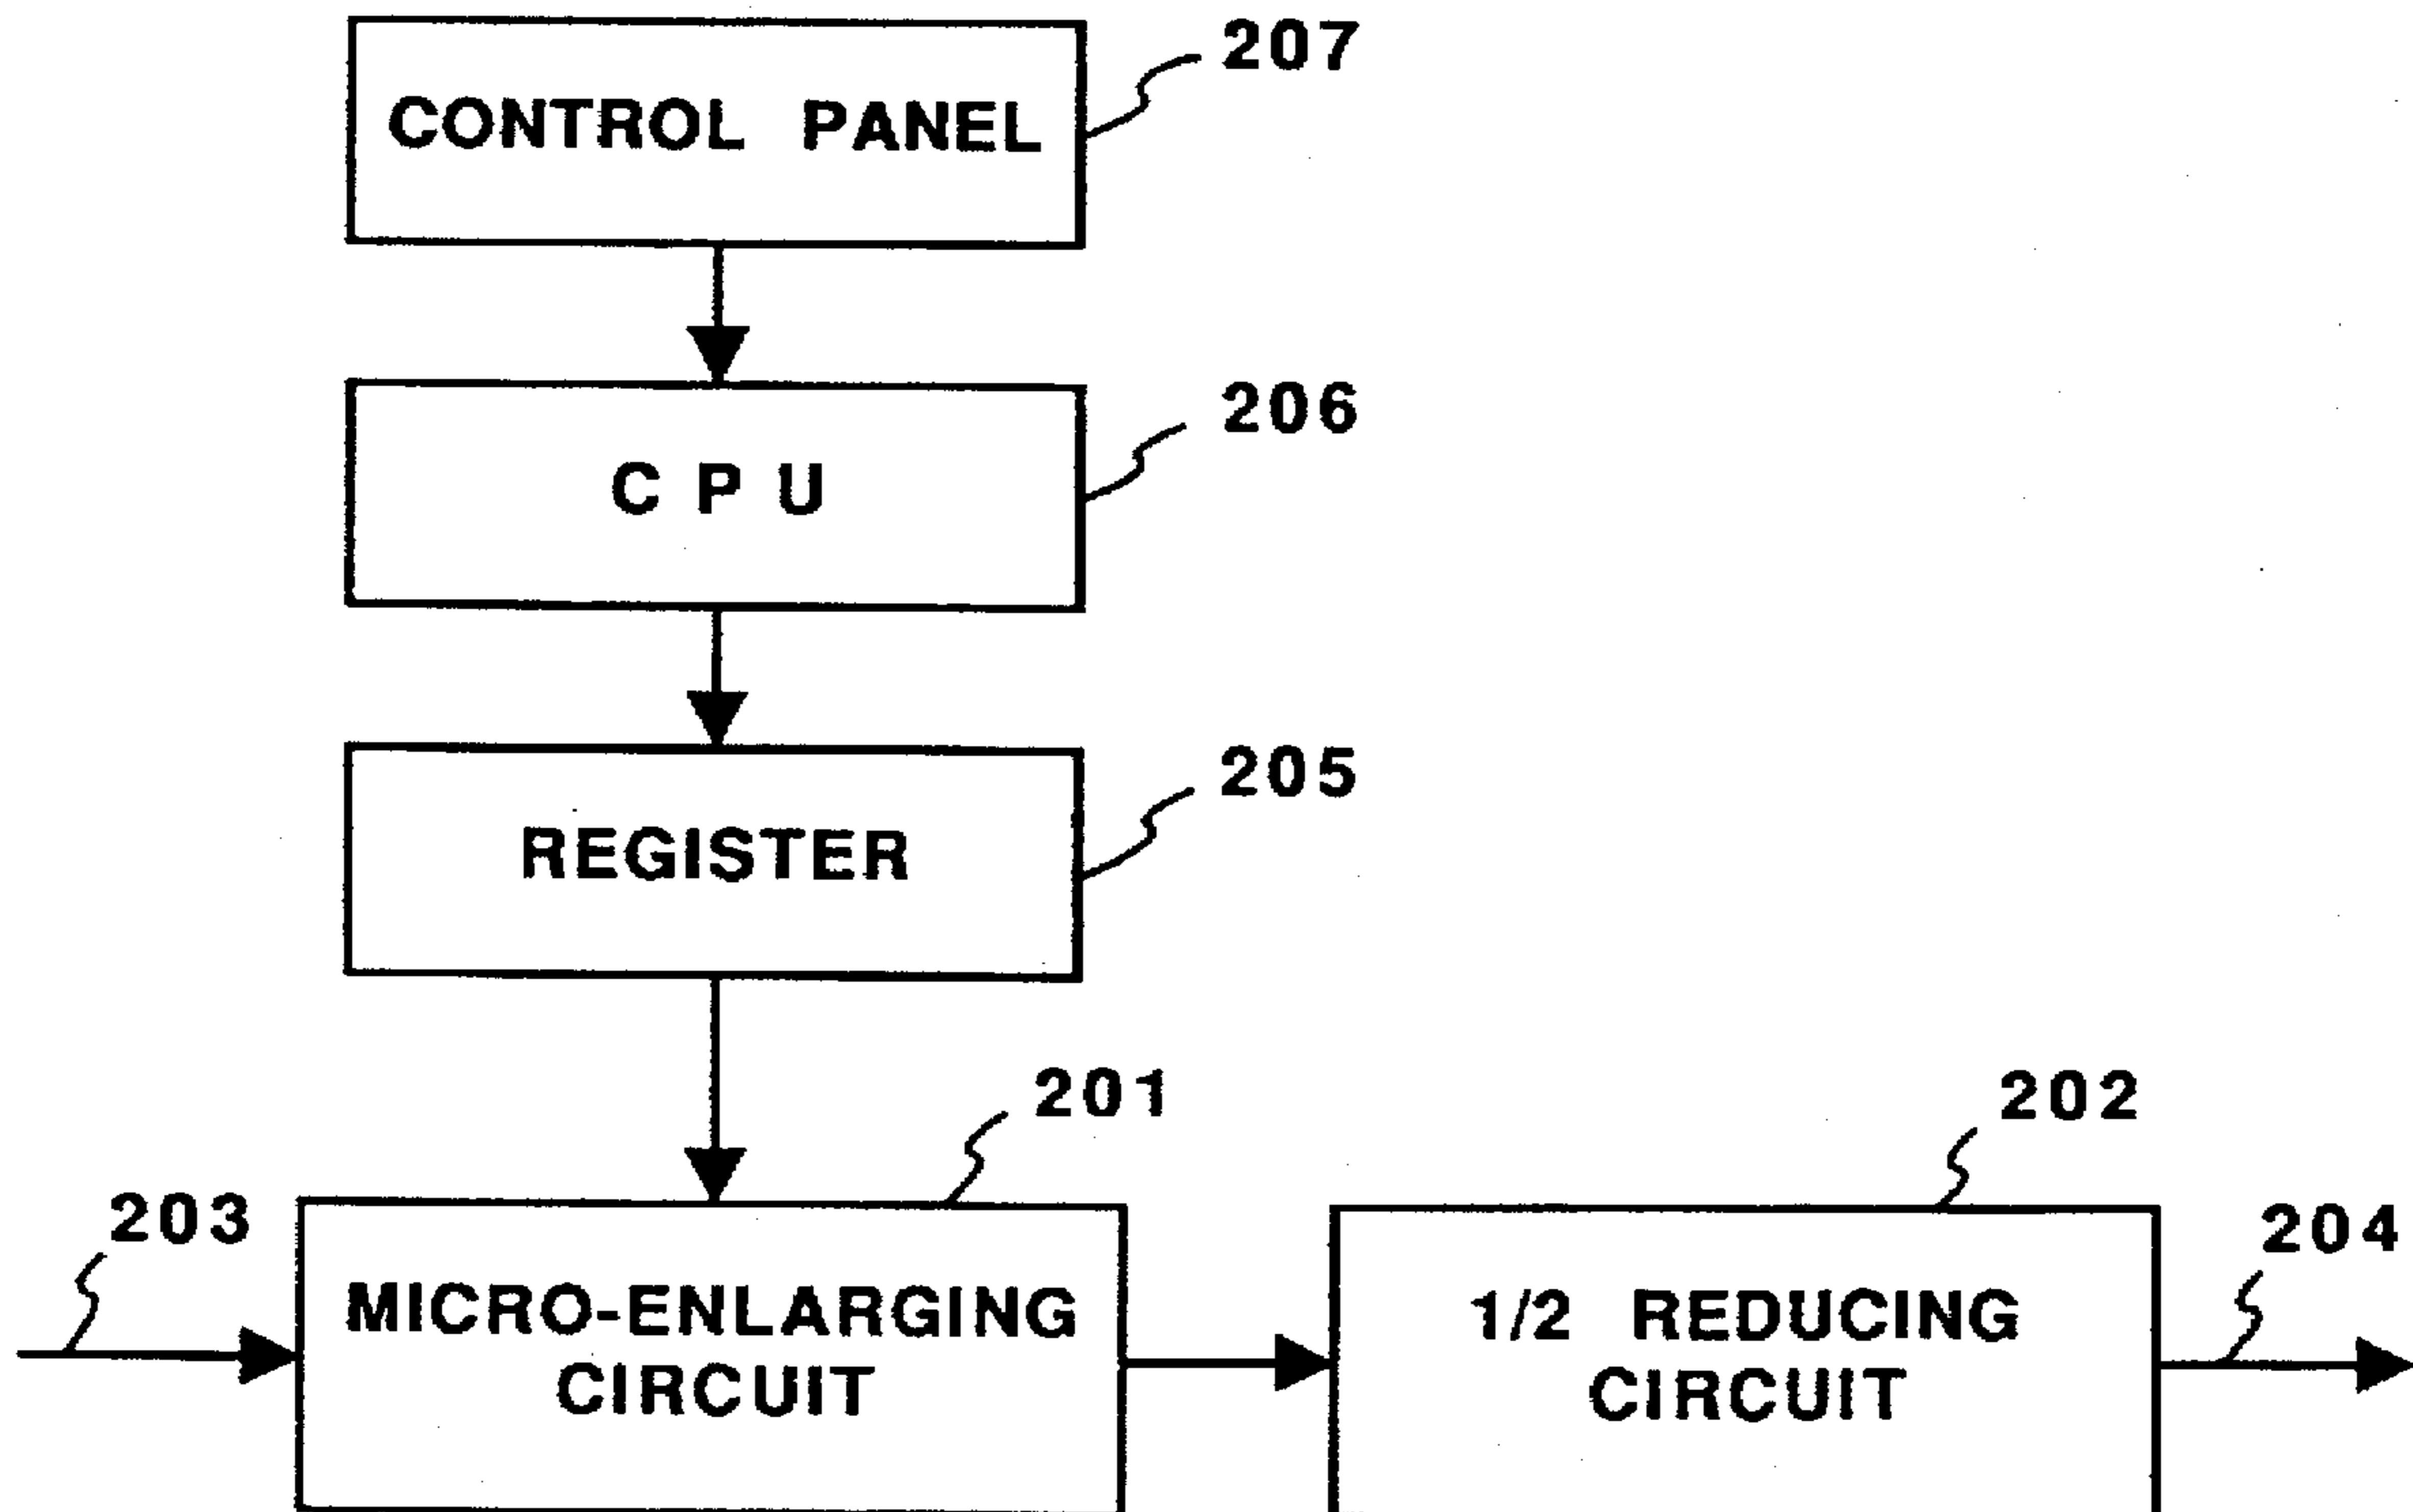 207
CONTROL PANEL
206
C P U
205
REGISTER
201
202
203
204
MICRO-ENLARGING
CIRCUIT
1/2 REDUCING
CIRCUIT